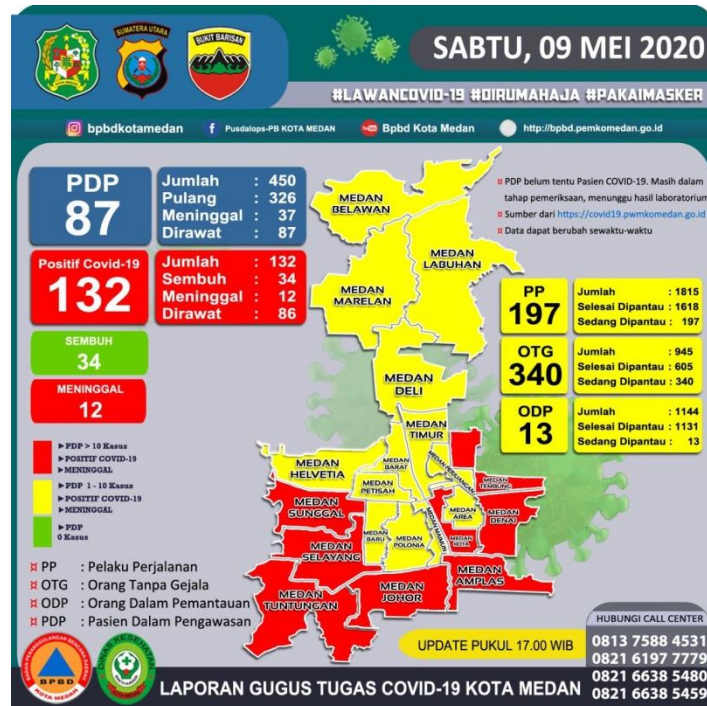 SUMATERA UTARA
BUKIT BARISAN
SABTU, 09 MEI 2020
#LAWANCOVID-19 #DIRUMAHAJA #PAKAIMASKER
bpbdkotamedan
Pusdalops-PB KOTA MEDAN
Bpbd Kota Medan
http://bpbd.pemkomedan.go.id
PDP
87
Jumlah : 450
Pulang : 326
Meninggal : 37
Dirawat : 87
Positif Covid-19
132
Jumlah : 132
Sembuh : 34
Meninggal : 12
Dirawat : 86
SEMBUH
34
MENINGGAL
12
PDP belum tentu Pasien COVID-19. Masih dalam
tahap pemeriksaan, menunggu hasil laboratorium
Sumber dari https://covid19.pwmkomedan.go.id
Data dapat berubah sewaktu-waktu
PP
197
Jumlah : 1815
Selesai Dipantau : 1618
Sedang Dipantau : 197
OTG
340
Jumlah : 945
Selesai Dipantau : 605
Sedang Dipantau : 340
ODP
13
Jumlah : 1144
Selesai Dipantau : 1131
Sedang Dipantau : 13
MEDAN
BELAWAN
MEDAN
LABUHAN
MEDAN
MARELAN
MEDAN
DELI
MEDAN
TIMUR
MEDAN
BARAT
MEDAN PERJUANGAN
MEDAN
HELVETIA
MEDAN
PETISAH
MEDAN
TEMBUNG
MEDAN
SUNGGAL
MEDAN
AREA
MEDAN
DENAI
MEDAN
BARU
MEDAN
POLONIA
MEDAN MAIMUN
MEDAN
KOTA
MEDAN
SELAYANG
MEDAN
AMPLAS
MEDAN
TUNTUNGAN
MEDAN
JOHOR
►PDP > 10 Kasus
►POSITIF COVID-19
►MENINGGAL
►PDP 1 - 10 Kasus
►POSITIF COVID-19
►MENINGGAL
►PDP
0 Kasus
PP : Pelaku Perjalanan
OTG : Orang Tanpa Gejala
ODP : Orang Dalam Pemantauan
PDP : Pasien Dalam Pengawasan
UPDATE PUKUL 17.00 WIB
HUBUNGI CALL CENTER
0813 7588 4531
0821 6197 7779
0821 6638 5480
0821 6638 5459
BPBD
KOTA MEDAN
DINAS KESEHATAN
LAPORAN GUGUS TUGAS COVID-19 KOTA MEDAN